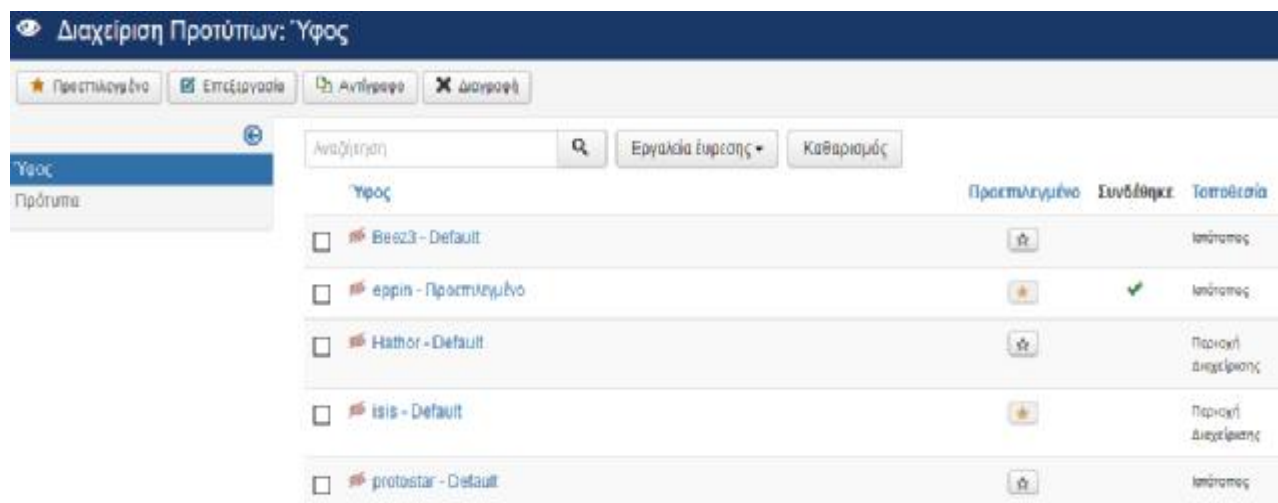 Διαχείριση Προτύπων: Ύφος
Προεπιλεγμένο Επεξεργασία Αντίγραφο Διαγραφή
Αναζήτηση Εργαλεία έυρεσης Καθαρισμός
Ύφος
Πρότυπα
Ύφος Προεπιλεγμένο Συνδέθηκε Τοποθεσία
Beez3 - Default Ιστότοπος
eppin - Προεπιλεγμένο Ιστότοπος
Hathor - Default Περιοχή
Διαχείρισης
isis - Default Περιοχή
Διαχείρισης
protostar - Default Ιστότοπος